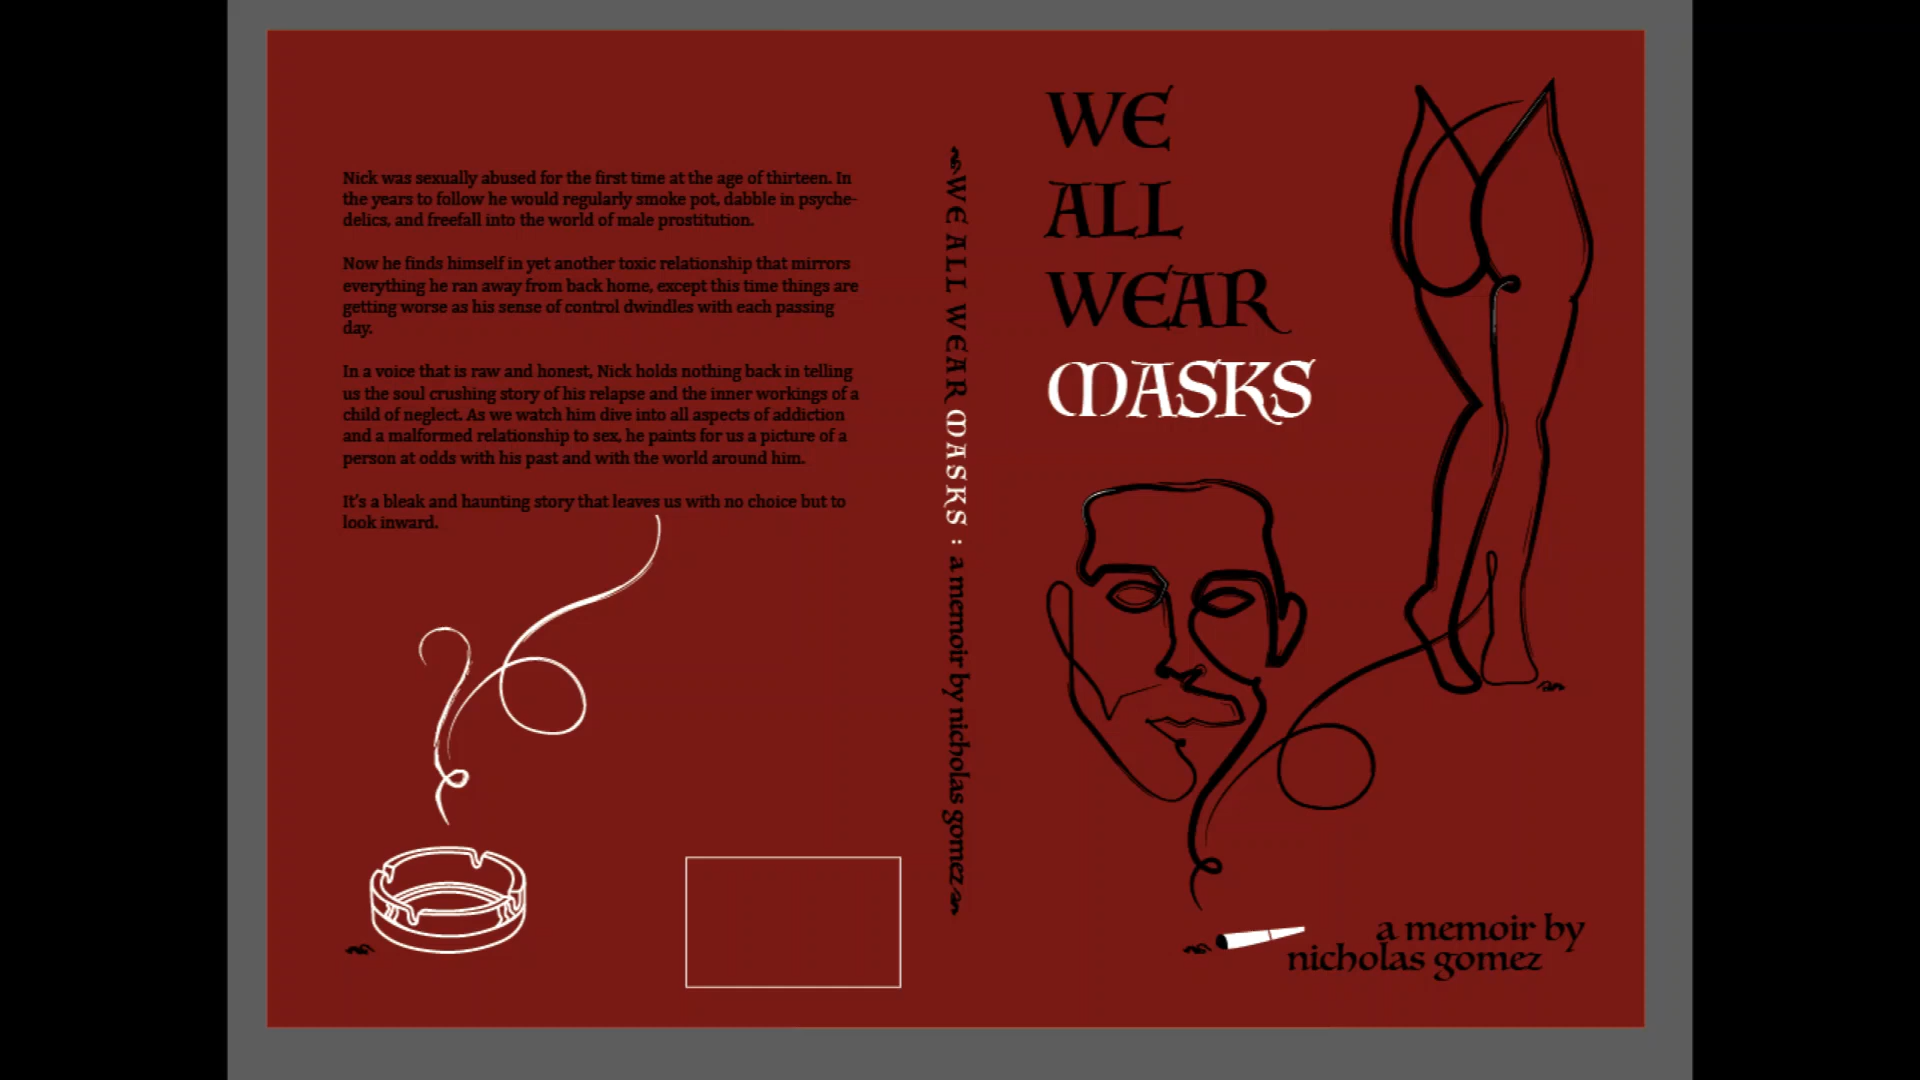 Nick was sexually abused for the first time at the age of thirteen. In
the years to follow he would regularly smoke pot, dabble in psyche-
delics, and freefall into the world of male prostitution.
Now he finds himself in yet another toxic relationship that mirrors
everything he ran away from back home, except this time things are
getting worse as his sense of control dwindles with each passing
day.
In a voice that is raw and honest, Nick holds nothing back in telling
us the soul crushing story of his relapse and the inner workings of a
child of neglect. As we watch him dive into all aspects of addiction
and a malformed relationship to sex, he paints for us a picture of a
person at odds with his past and with the world around him.
It's a bleak and haunting story that leaves us with no choice but to
look inward.
WE ALL WEAR MASKS : a memoir by nicholas gomez
WE
ALL
WEAR
MASKS
a memoir by
nicholas gomez